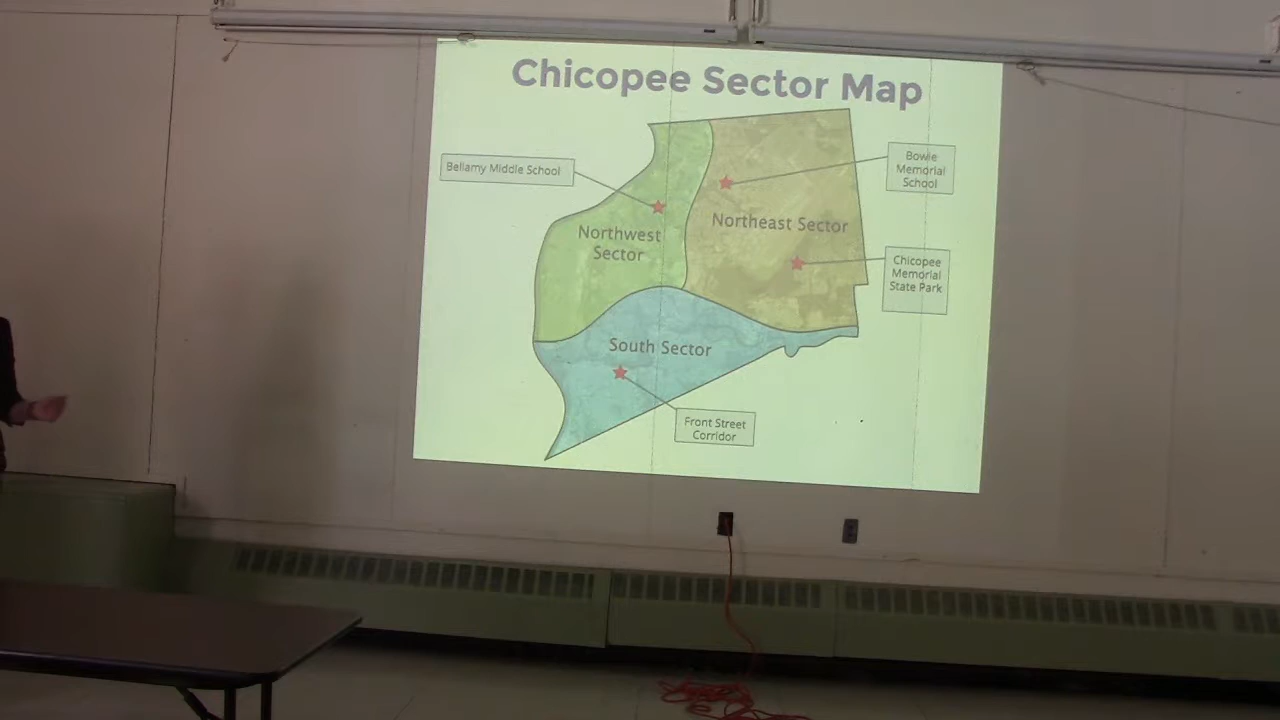 Chicopee Sector Map
Bellamy Middle School
Bowie
Memorial
School
Northeast Sector
Northwest
Sector
Chicopee
Memorial
State Park
South Sector
Front Street
Corridor